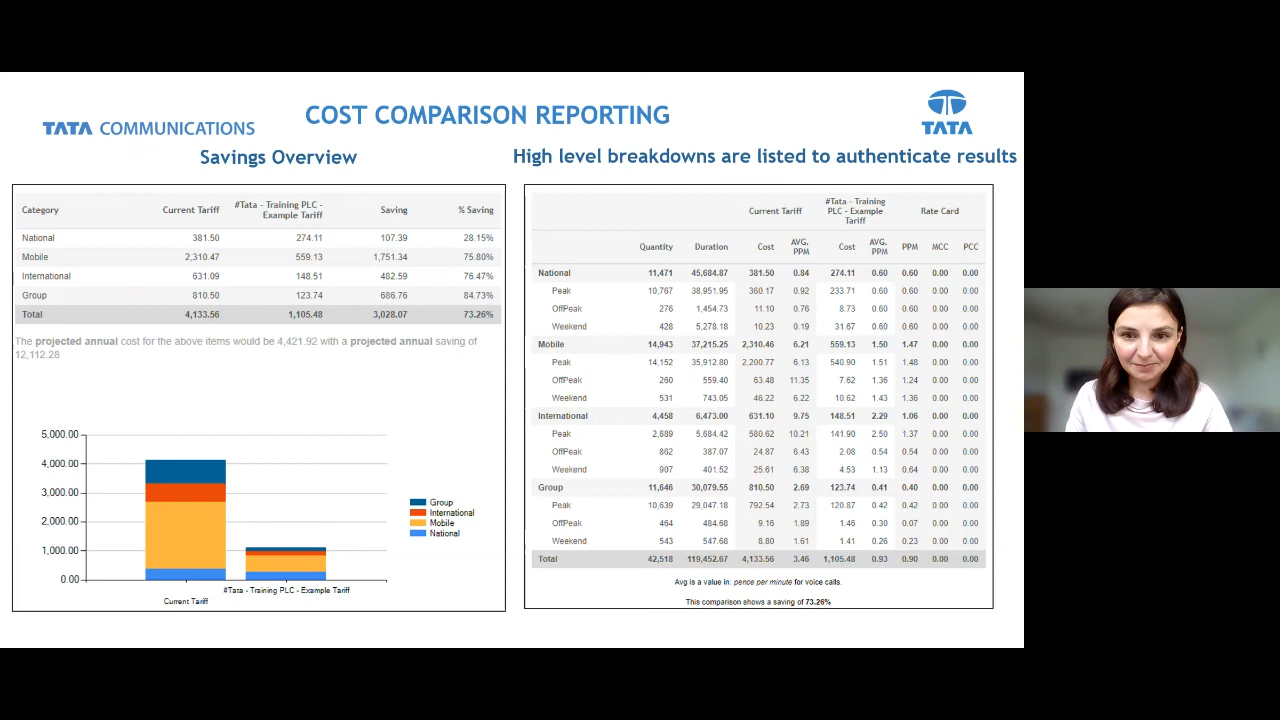 COST COMPARISON REPORTING
TATA COMMUNICATIONS
TATA
Savings Overview
High level breakdowns are listed to authenticate results
Category Current Tariff #Tata - Training PLC - Example Tariff Saving % Saving
National 381.50 274.11 107.39 28.15%
Mobile 2,310.47 559.13 1,751.34 75.80%
International 631.09 148.51 482.59 76.47%
Group 810.50 123.74 686.76 84.73%
Total 4,133.56 1,105.48 3,028.07 73.26%
The projected annual cost for the above items would be 4,421.92 with a projected annual saving of
12,112.28
5,000.00
4,000.00
3,000.00
2,000.00
1,000.00
0.00
#Tata - Training PLC - Example Tariff
Current Tariff
Group
International
Mobile
National
Current Tariff #Tata - Training PLC - Example Tariff Rate Card
Quantity Duration Cost AVG. PPM Cost AVG. PPM PPM MCC PCC
National 11,471 45,684.87 381.50 0.84 274.11 0.60 0.60 0.00 0.00
Peak 10,767 38,951.95 360.17 0.92 233.71 0.60 0.60 0.00 0.00
OffPeak 276 1,454.73 11.10 0.76 8.73 0.60 0.60 0.00 0.00
Weekend 428 5,278.18 10.23 0.19 31.67 0.60 0.60 0.00 0.00
Mobile 14,943 37,215.25 2,310.46 6.21 559.13 1.50 1.47 0.00 0.00
Peak 14,152 35,912.80 2,200.77 6.13 540.90 1.51 1.48 0.00 0.00
OffPeak 260 559.40 63.48 11.35 7.62 1.36 1.24 0.00 0.00
Weekend 531 743.05 46.22 6.22 10.62 1.43 1.36 0.00 0.00
International 4,458 6,473.00 631.10 9.75 148.51 2.29 1.06 0.00 0.00
Peak 2,689 5,684.42 580.62 10.21 141.90 2.50 1.37 0.00 0.00
OffPeak 862 387.07 24.87 6.43 2.08 0.54 0.54 0.00 0.00
Weekend 907 401.52 25.61 6.38 4.53 1.13 0.64 0.00 0.00
Group 11,646 30,079.55 810.50 2.69 123.74 0.41 0.40 0.00 0.00
Peak 10,639 29,047.18 792.54 2.73 120.87 0.42 0.42 0.00 0.00
OffPeak 464 484.68 9.16 1.89 1.46 0.30 0.07 0.00 0.00
Weekend 543 547.68 8.80 1.61 1.41 0.26 0.23 0.00 0.00
Total 42,518 119,452.67 4,133.56 3.46 1,105.48 0.93 0.90 0.00 0.00
Avg is a value in: pence per minute for voice calls.
This comparison shows a saving of 73.26%